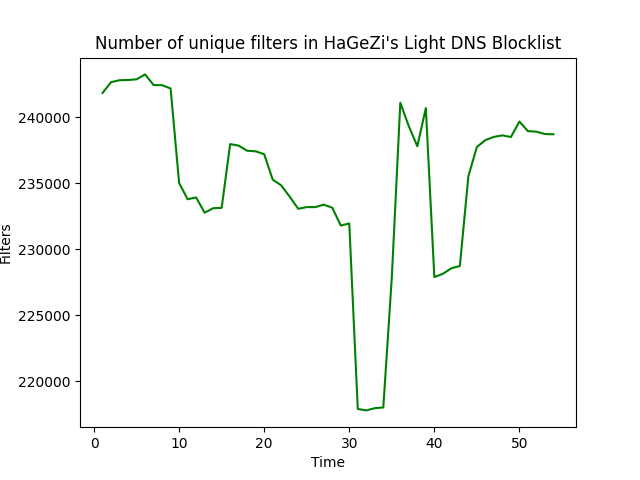 Number of unique filters in HaGeZi's Light DNS Blocklist
240000
235000
230000
225000
220000
Filters
0 10 20 30 40 50
Time